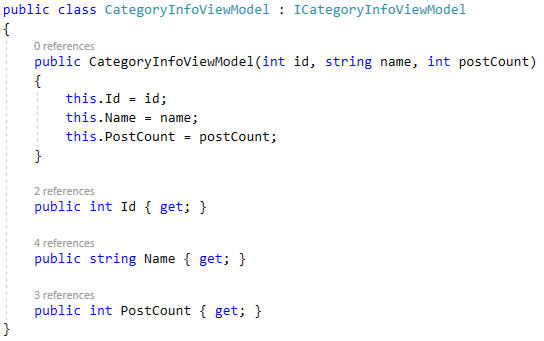 public class CategoryInfoViewModel : ICategoryInfoViewModel
{
0 references
public CategoryInfoViewModel(int id, string name, int postCount)
{
this.Id = id;
this.Name = name;
this.PostCount = postCount;
}
2 references
public int Id { get; }
4 references
public string Name { get; }
3 references
public int PostCount { get; }
}